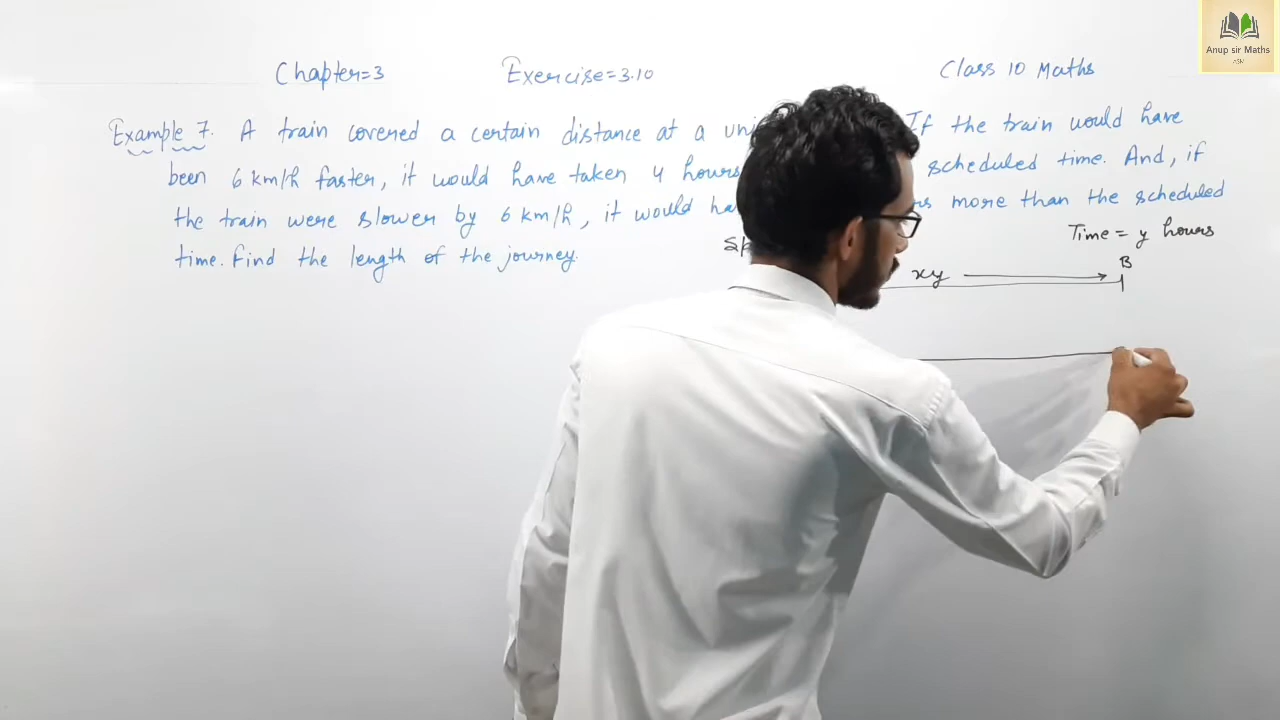 Anup sir Maths
Chapter=3 Exercise=3.10 Class 10 Maths
Example 7. A train covered a certain distance at a uni If the train would have
been 6 km/h faster, it would have taken 4 hours scheduled time. And, if
the train were slower by 6 km/h, it would ha rs more than the scheduled
time. Find the length of the journey.
Time = y hours
Sp
B
xy